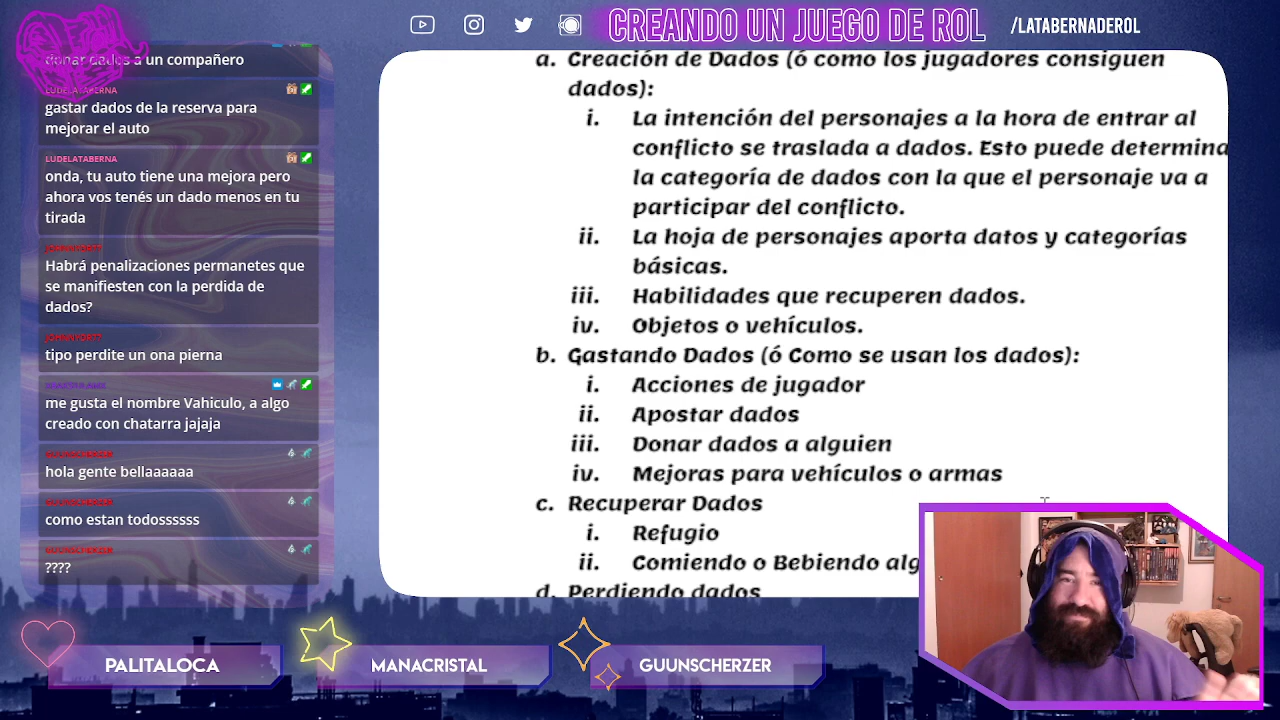 CREANDO UN JUEGO DE ROL
/LATABERNADEROL
donar dados a un compañero
LUDELATABERNA
gastar dados de la reserva para
mejorar el auto
LUDELATABERNA
onda, tu auto tiene una mejora pero
ahora vos tenés un dado menos en tu
tirada
Habrá penalizaciones permanetes que
se manifiesten con la perdida de
dados?
tipo perdite un ona pierna
me gusta el nombre Vahiculo, a algo
creado con chatarra jajaja
hola gente bellaaaaaa
como estan todossssss
????
a. Creación de Dados (ó como los jugadores consiguen
dados):
i. La intención del personajes a la hora de entrar al
conflicto se traslada a dados. Esto puede determina
la categoría de dados con la que el personaje va a
participar del conflicto.
ii. La hoja de personajes aporta datos y categorías
básicas.
iii. Habilidades que recuperen dados.
iv. Objetos o vehículos.
b. Gastando Dados (ó Como se usan los dados):
i. Acciones de jugador
ii. Apostar dados
iii. Donar dados a alguien
iv. Mejoras para vehículos o armas
c. Recuperar Dados
i. Refugio
ii. Comiendo o Bebiendo alg
d. Perdiendo dados
PALITALOCA
MANACRISTAL
GUUNSCHERZER